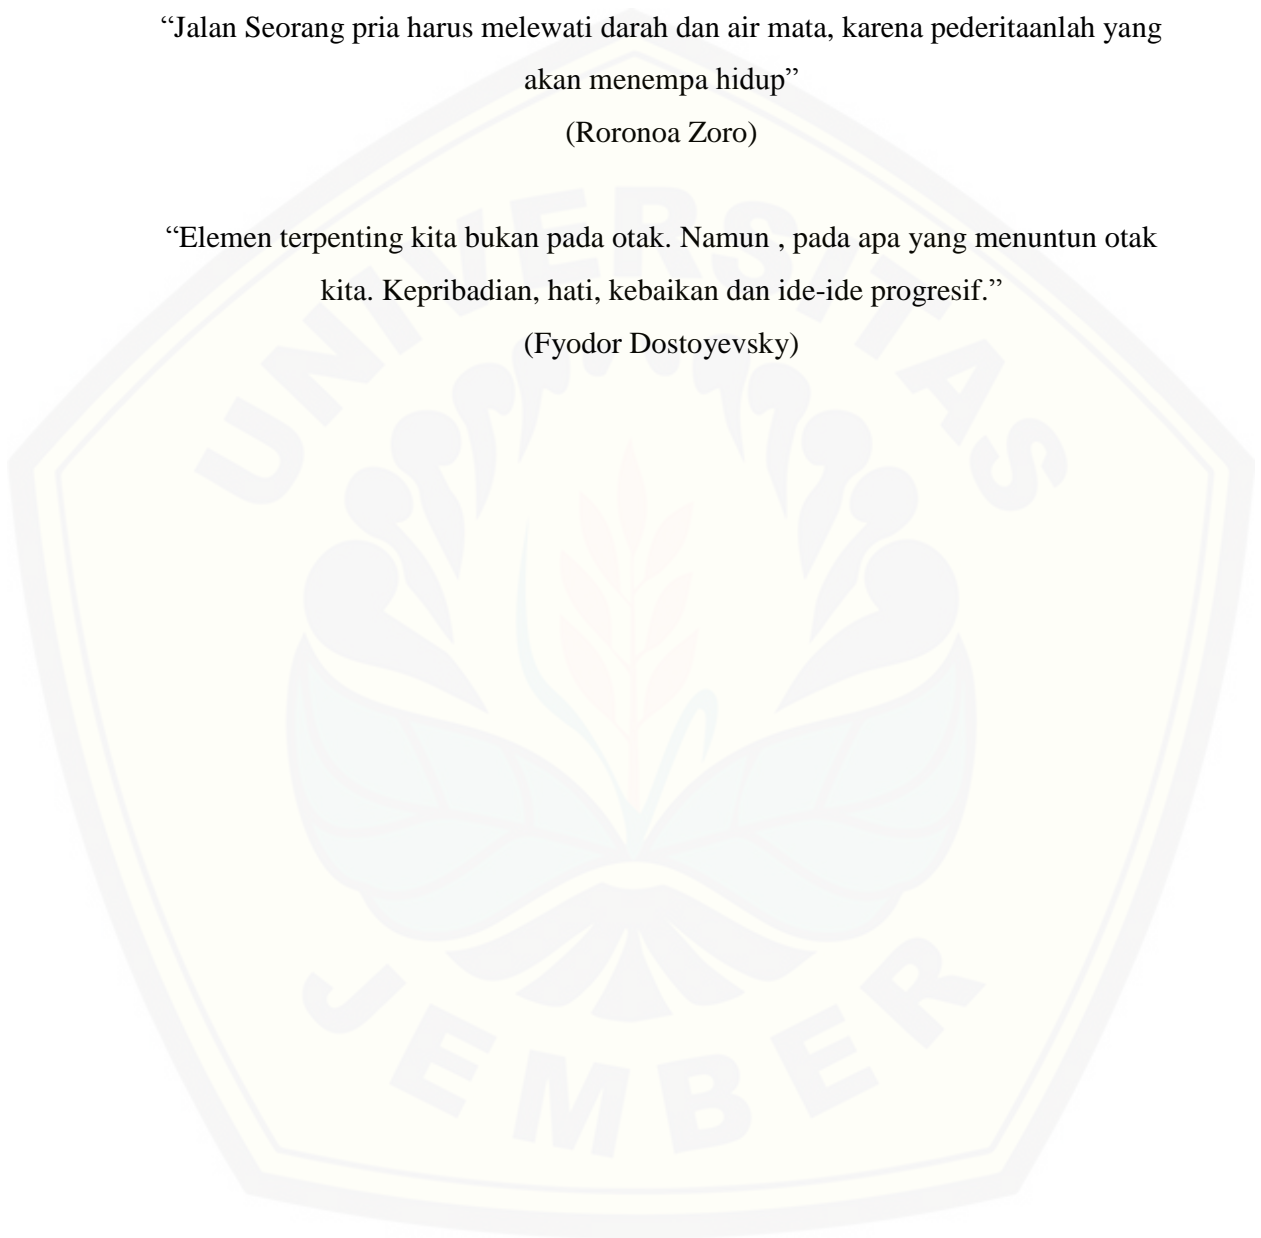 “Jalan Seorang pria harus melewati darah dan air mata, karena pederitaanlah yang
akan menempa hidup”
(Roronoa Zoro)
“Elemen terpenting kita bukan pada otak. Namun , pada apa yang menuntun otak
kita. Kepribadian, hati, kebaikan dan ide-ide progresif.”
(Fyodor Dostoyevsky)
UNIVERSITAS
JEMBER